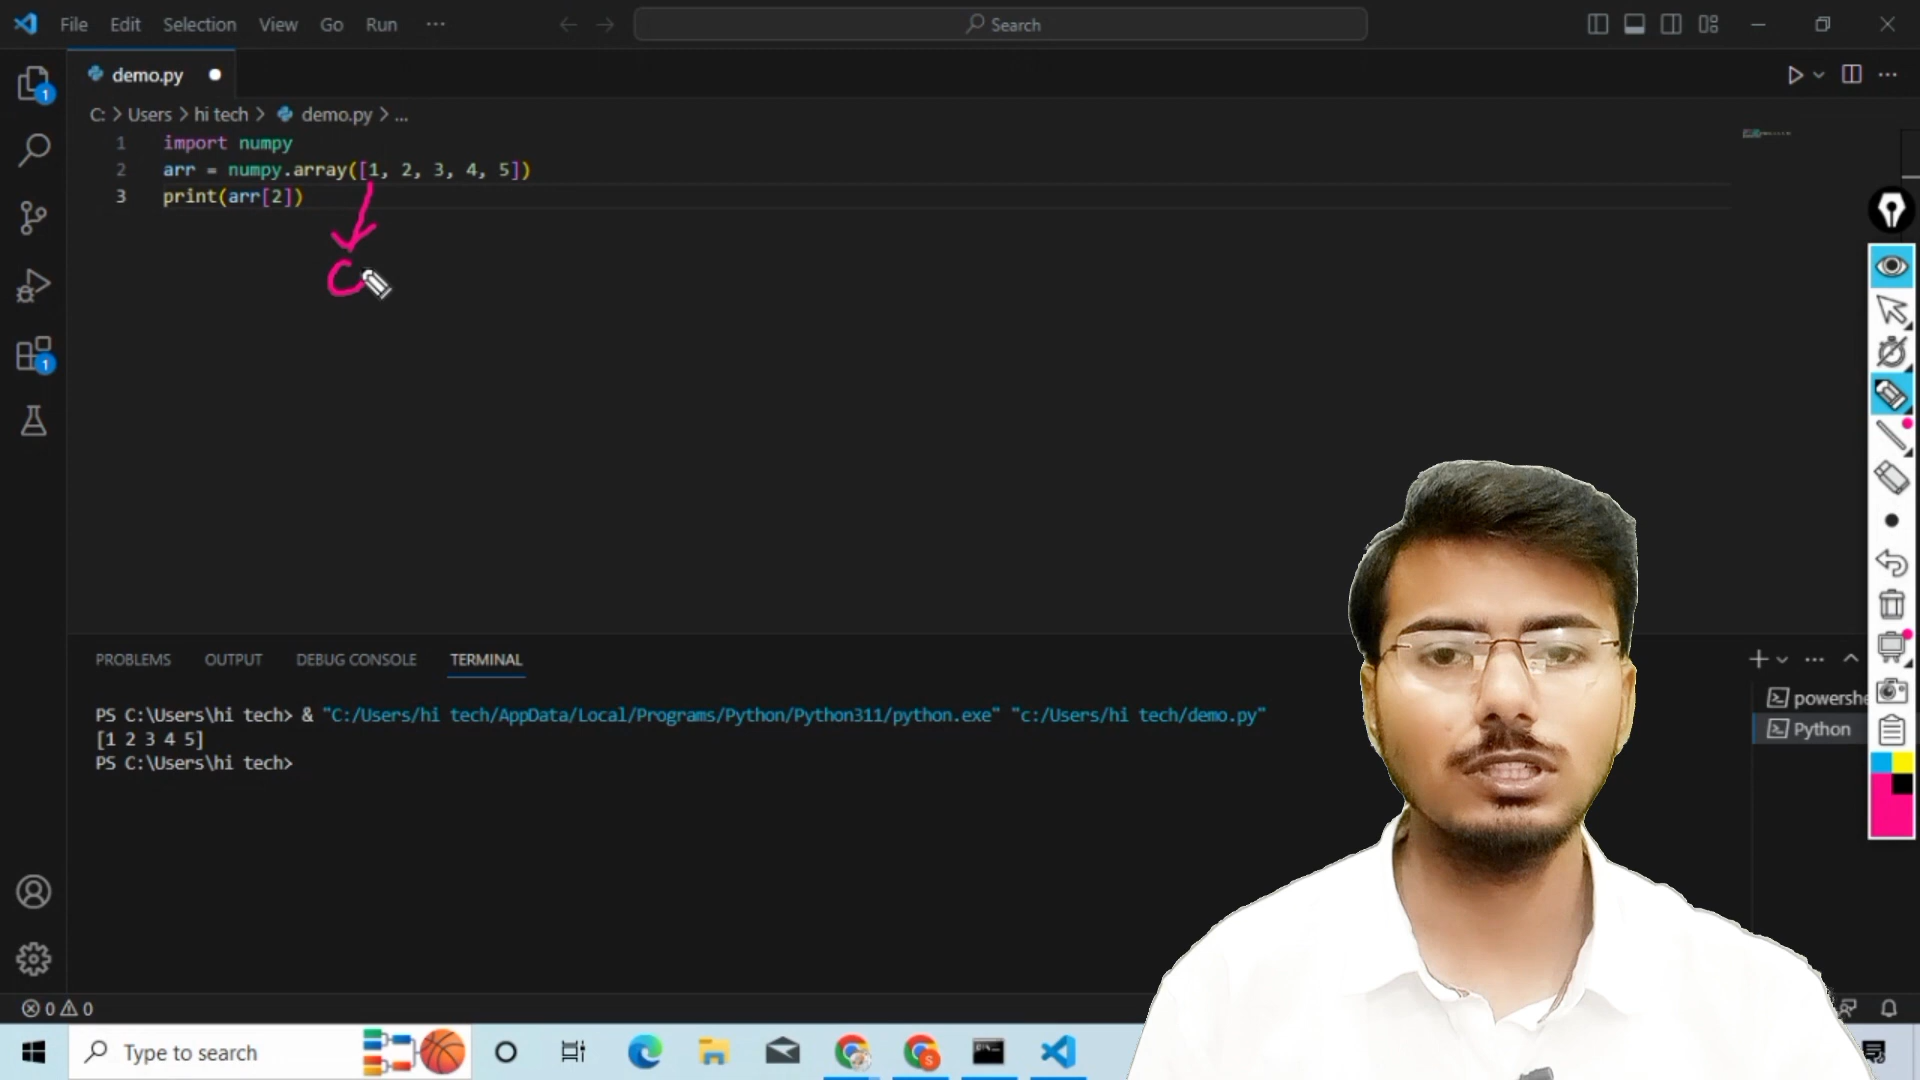 File Edit Selection View Go Run ...
Search
demo.py
C: > Users > hi tech > demo.py > ...
1 import numpy
2 arr = numpy.array([1, 2, 3, 4, 5])
3 print(arr[2])
1
1
PROBLEMS OUTPUT DEBUG CONSOLE TERMINAL
PS C:\Users\hi tech> & "C:/Users/hi tech/AppData/Local/Programs/Python/Python311/python.exe" "c:/Users/hi tech/demo.py"
[1 2 3 4 5]
PS C:\Users\hi tech>
powershe
Python
0 0
Type to search
S